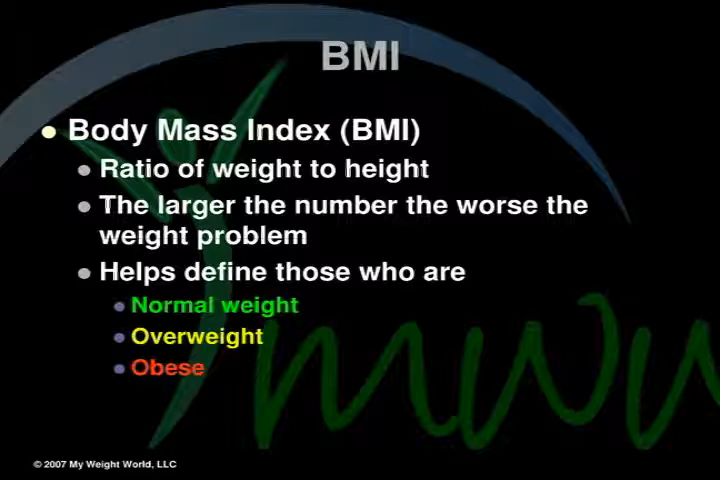 BMI
Body Mass Index (BMI)
Ratio of weight to height
The larger the number the worse the
weight problem
Helps define those who are
Normal weight
Overweight
Obese
mww
© 2007 My Weight World, LLC